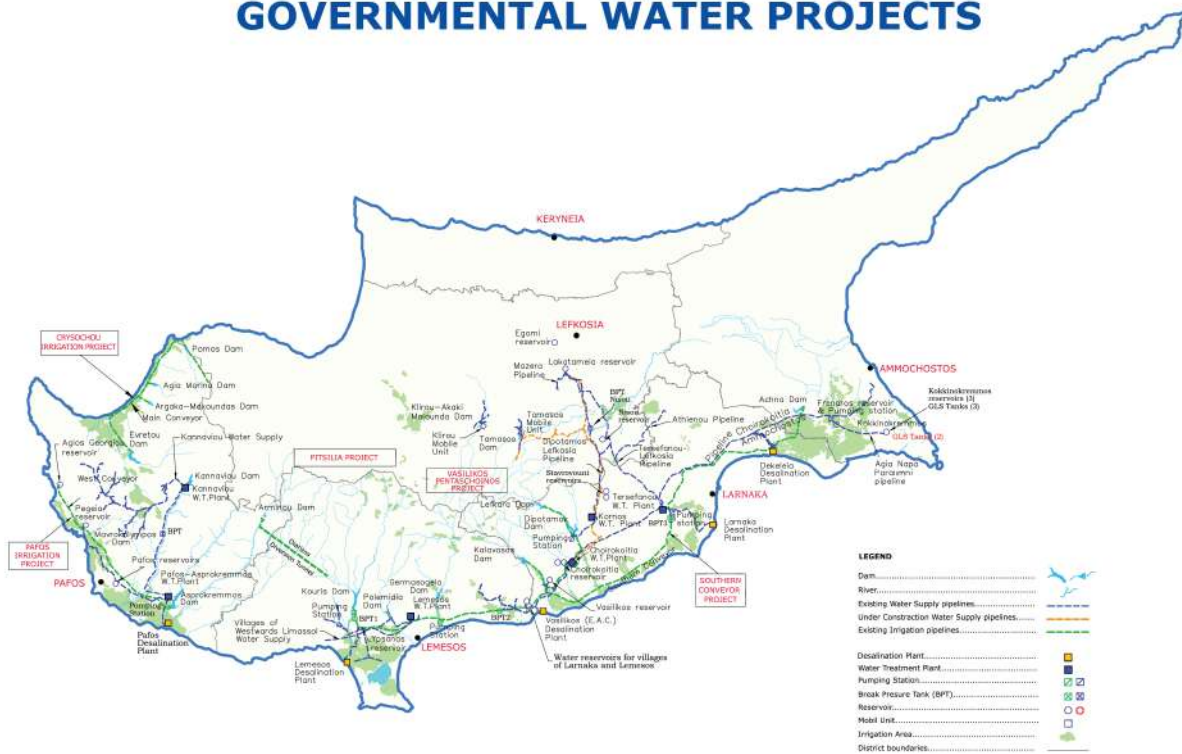 GOVERNMENTAL WATER PROJECTS
KERYNEIA
LEFKOSIA
Egomi
reservoir
Lakatameia reservoir
Mazera
Pipeline
CRYSOCHOU
IRRIGATION PROJECT
Pomos Dam
Agia Marina Dam
Argaka-Makoundas Dam
Main Conveyor
Evretou
Dam
Kannaviou Water Supply
Agios Georgios
reservoir
West Conveyor
Kannaviou Dam
Kannaviou
W.T.Plant
Pegeia
reservoir
Mavrokolympos
Dam
BPT
PAFOS
IRRIGATION
PROJECT
Pafos reservoirs
PAFOS
Pafos-Asprokremmos
W.T.Plant
Asprokremmos
Dam
Pumping
Station
Pafos
Desalination
Plant
Klirou-Akaki
Malounda Dam
Klirou
Mobile
Unit
Tamasos
Dam
Tamasos
Mobile
Unit
BPT
Nisou
reservoir
Athienou Pipeline
Dipotamos
Lefkosia
Pipeline
Tersefanou-
Lefkosia
Pipeline
Stavrovouni
reservoirs
PITSILIA PROJECT
VASILIKOS
PENTASCHOINOS
PROJECT
Arminou Dam
Diarizos
Diversion Tunnel
Lefkara Dam
Dipotamos
Dam
Pumping
Station
Kornos
W.T. Plant
Tersefanou
W.T. Plant
BPT3
Pumping
station
LARNAKA
Larnaka
Desalination
Plant
Kalavasos
Dam
Choirokoitia
W.T.Plant
Choirokoitia
reservoir
SOUTHERN
CONVEYOR
PROJECT
Vasilikos reservoir
Vasilikos (E.A.C.)
Desalination
Plant
Water reservoirs for villages
of Larnaka and Lemesos
BPT2
Germasogeia
Dam
Lemesos
W.T.Plant
Pumping
Station
LEMESOS
Polemidia
Dam
Kouris Dam
Pumping
Station
BPT1
Ypsonas
reservoir
Villages of
Westwards Limassol
Water Supply
Lemesos
Desalination
Plant
Pipeline Choirokoitia
Ammochostos
AMMOCHOSTOS
Achna Dam
Frenaros reservoir
& Pumping station
Kokkinokremmos
Kokkinokremmos
reservoirs (3)
GLS Tanks (3)
GLS Tanks (2)
Agia Napa
Paralimni
pipeline
Dekeleia
Desalination
Plant
LEGEND
Dam
River
Existing Water Supply pipelines
Under Constraction Water Supply pipelines
Existing Irrigation pipelines
Desalination Plant
Water Treatment Plant
Pumping Station
Break Presure Tank (BPT)
Reservoir
Mobil Unit
Irrigation Area
District boundaries